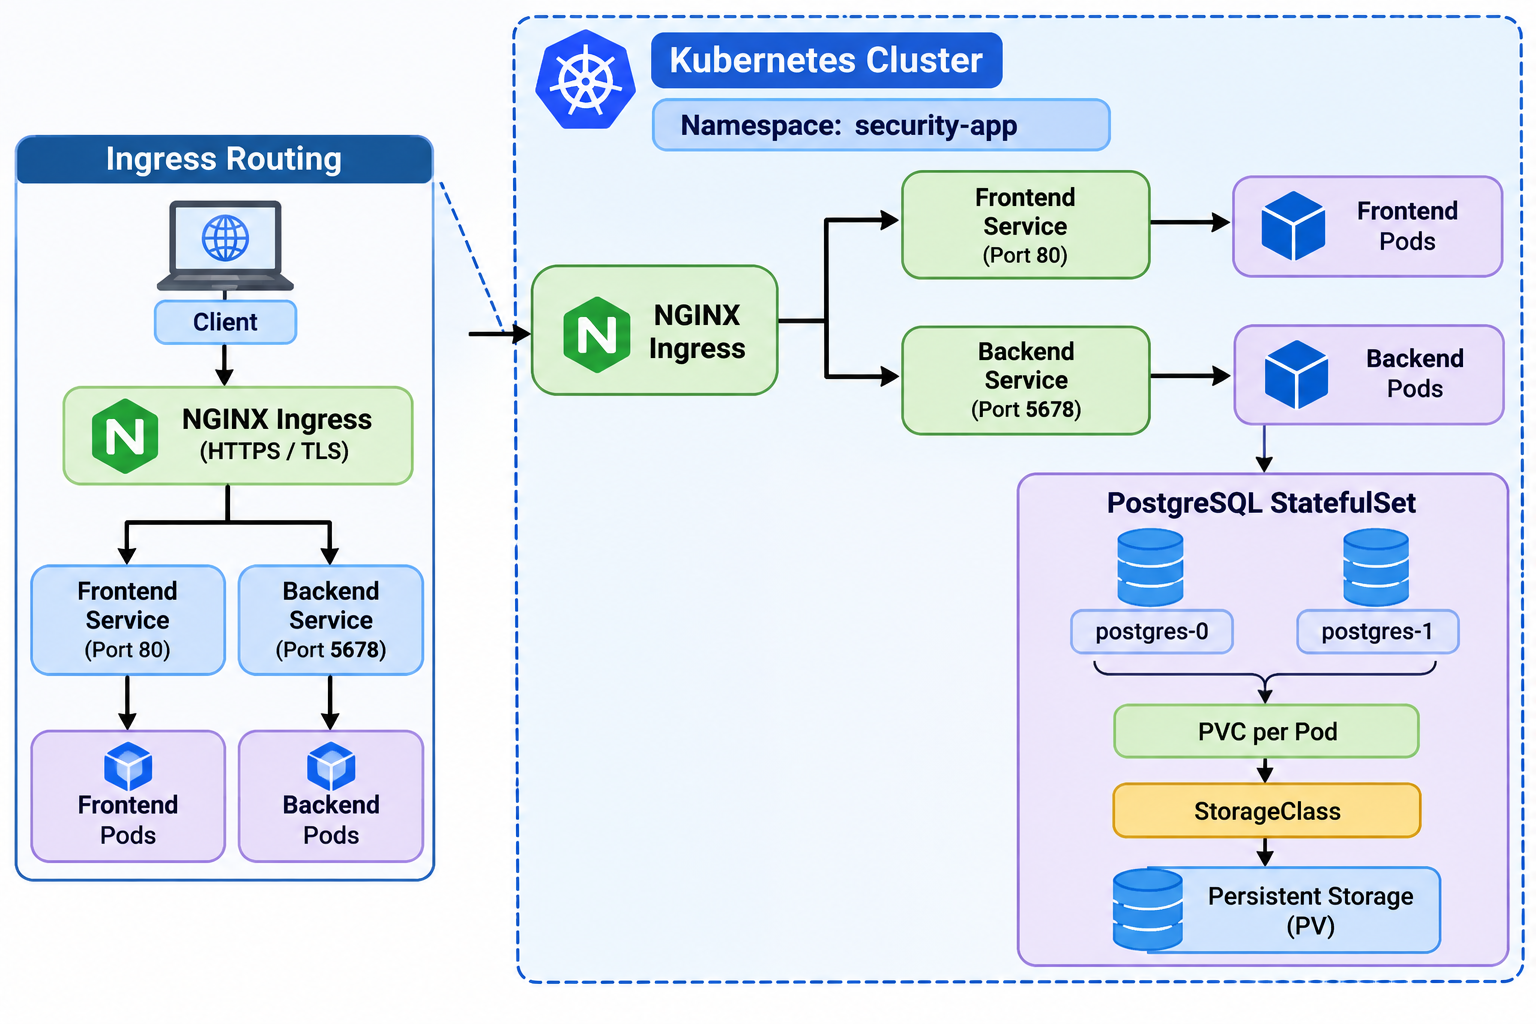 Ingress Routing
Client
N
NGINX Ingress
(HTTPS / TLS)
Frontend
Service
(Port 80)
Backend
Service
(Port 5678)
Frontend
Pods
Backend
Pods
Kubernetes Cluster
Namespace: security-app
N
NGINX
Ingress
Frontend
Service
(Port 80)
Frontend
Pods
Backend
Service
(Port 5678)
Backend
Pods
PostgreSQL StatefulSet
postgres-0
postgres-1
PVC per Pod
StorageClass
Persistent Storage
(PV)